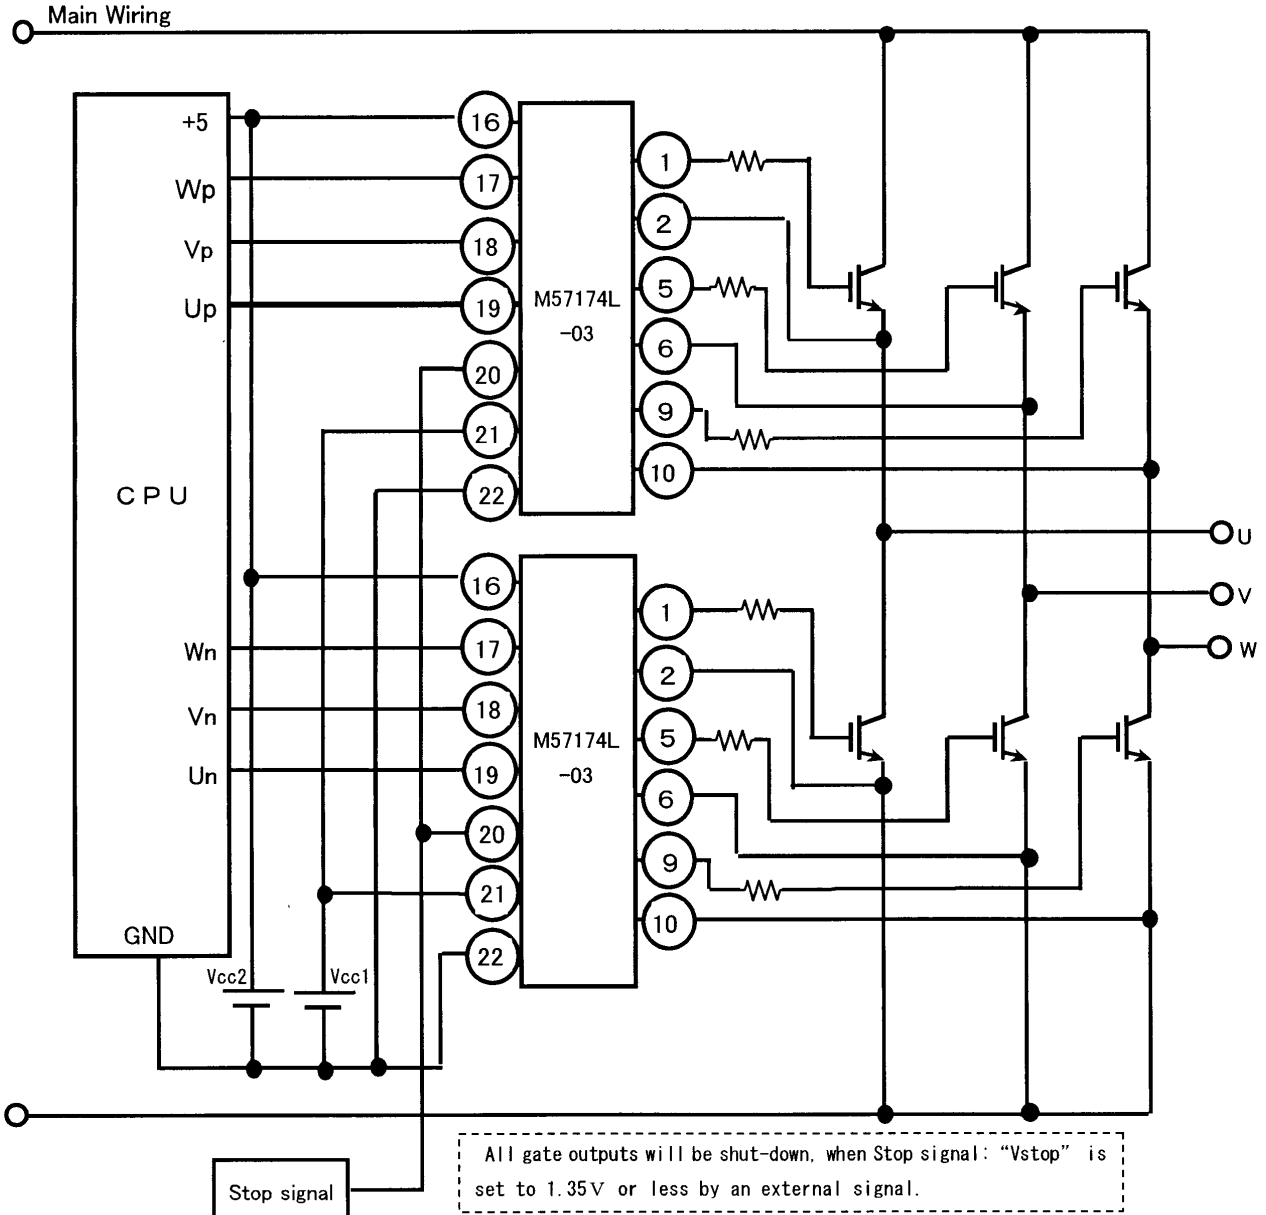 Main Wiring
+5
Wp
Vp
Up
CPU
Wn
Vn
Un
GND
Vcc2
Vcc1
16
17
18
19
20
21
22
M57174L
-03
1
2
5
6
9
10
16
17
18
19
20
21
22
M57174L
-03
1
2
5
6
9
10
U
V
W
Stop signal
All gate outputs will be shut-down, when Stop signal: “Vstop” is
set to 1.35V or less by an external signal.